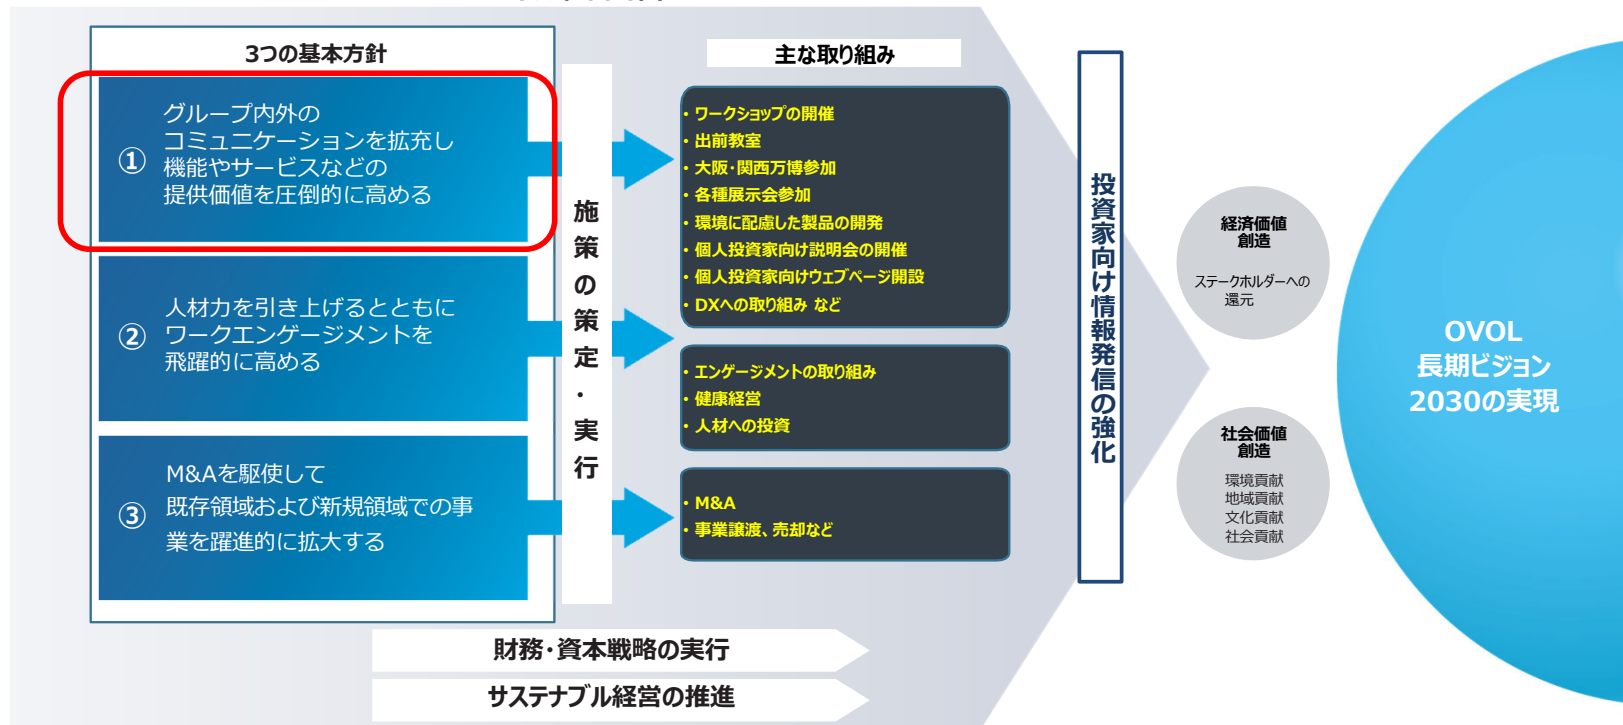 3つの基本方針
①
グループ内外の
コミュニケーションを拡充し
機能やサービスなどの
提供価値を圧倒的に高める
②
人材力を引き上げるとともに
ワークエンゲージメントを
飛躍的に高める
③
M&Aを駆使して
既存領域および新規領域での事
業を躍進的に拡大する
施策の策定・実行
主な取り組み
・ワークショップの開催
・出前教室
・大阪・関西万博参加
・各種展示会参加
・環境に配慮した製品の開発
・個人投資家向け説明会の開催
・個人投資家向けウェブページ開設
・DXへの取り組み など
・エンゲージメントの取り組み
・健康経営
・人材への投資
・M&A
・事業譲渡、売却など
財務・資本戦略の実行
サステナブル経営の推進
投資家向け情報発信の強化
経済価値
創造
ステークホルダーへの
還元
社会価値
創造
環境貢献
地域貢献
文化貢献
社会貢献
OVOL
長期ビジョン
2030の実現